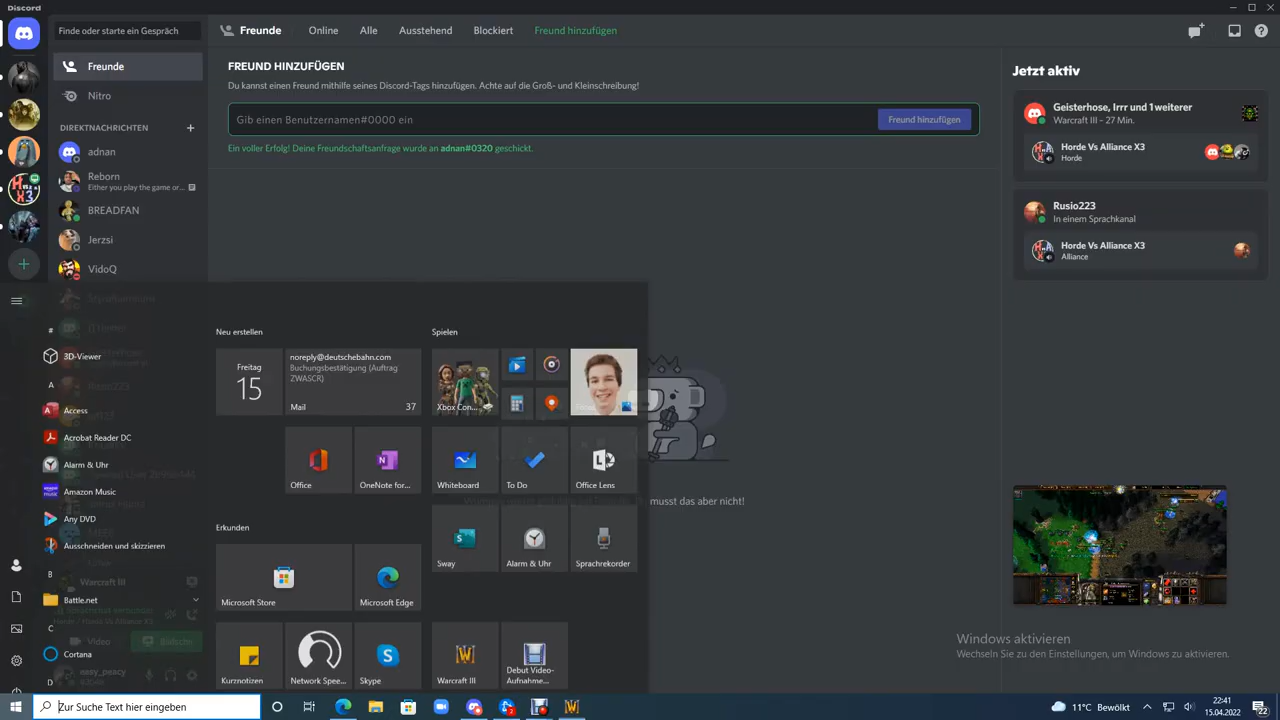 Discord
Finde oder starte ein Gespräch
Freunde
Online
Alle
Ausstehend
Blockiert
Freund hinzufügen
Freunde
Nitro
DIREKTNACHRICHTEN
adnan
Reborn
Either you play the game or...
BREADFAN
Jerzsi
VidoQ
FREUND HINZUFÜGEN
Du kannst einen Freund mithilfe seines Discord-Tags hinzufügen. Achte auf die Groß- und Kleinschreibung!
Gib einen Benutzernamen#0000 ein
Freund hinzufügen
Ein voller Erfolg! Deine Freundschaftsanfrage wurde an adnan#0320 geschickt.
musst das aber nicht!
Jetzt aktiv
Geisterhose, Irrr und 1 weiterer
Warcraft III – 27 Min.
Horde Vs Alliance X3
Horde
Rusio223
In einem Sprachkanal
Horde Vs Alliance X3
Alliance
#
3D-Viewer
A
Access
Acrobat Reader DC
Alarm & Uhr
Amazon Music
Any DVD
Ausschneiden und skizzieren
B
Battle.net
C
Cortana
D
Warcraft III
Video
Bildschi
easy_peacy
Neu erstellen
Freitag
15
noreply@deutschebahn.com
Buchungsbestätigung (Auftrag
ZWASCR)
Mail
37
Office
OneNote for...
Erkunden
Microsoft Store
Microsoft Edge
Kurznotizen
Network Spee...
Skype
Spielen
Xbox Con...
Whiteboard
To Do
Office Lens
Sway
Alarm & Uhr
Sprachrekorder
Warcraft III
Debut Video-
Aufnahme...
Windows aktivieren
Wechseln Sie zu den Einstellungen, um Windows zu aktivieren.
Zur Suche Text hier eingeben
11°C Bewölkt
22:41
15.04.2022
22